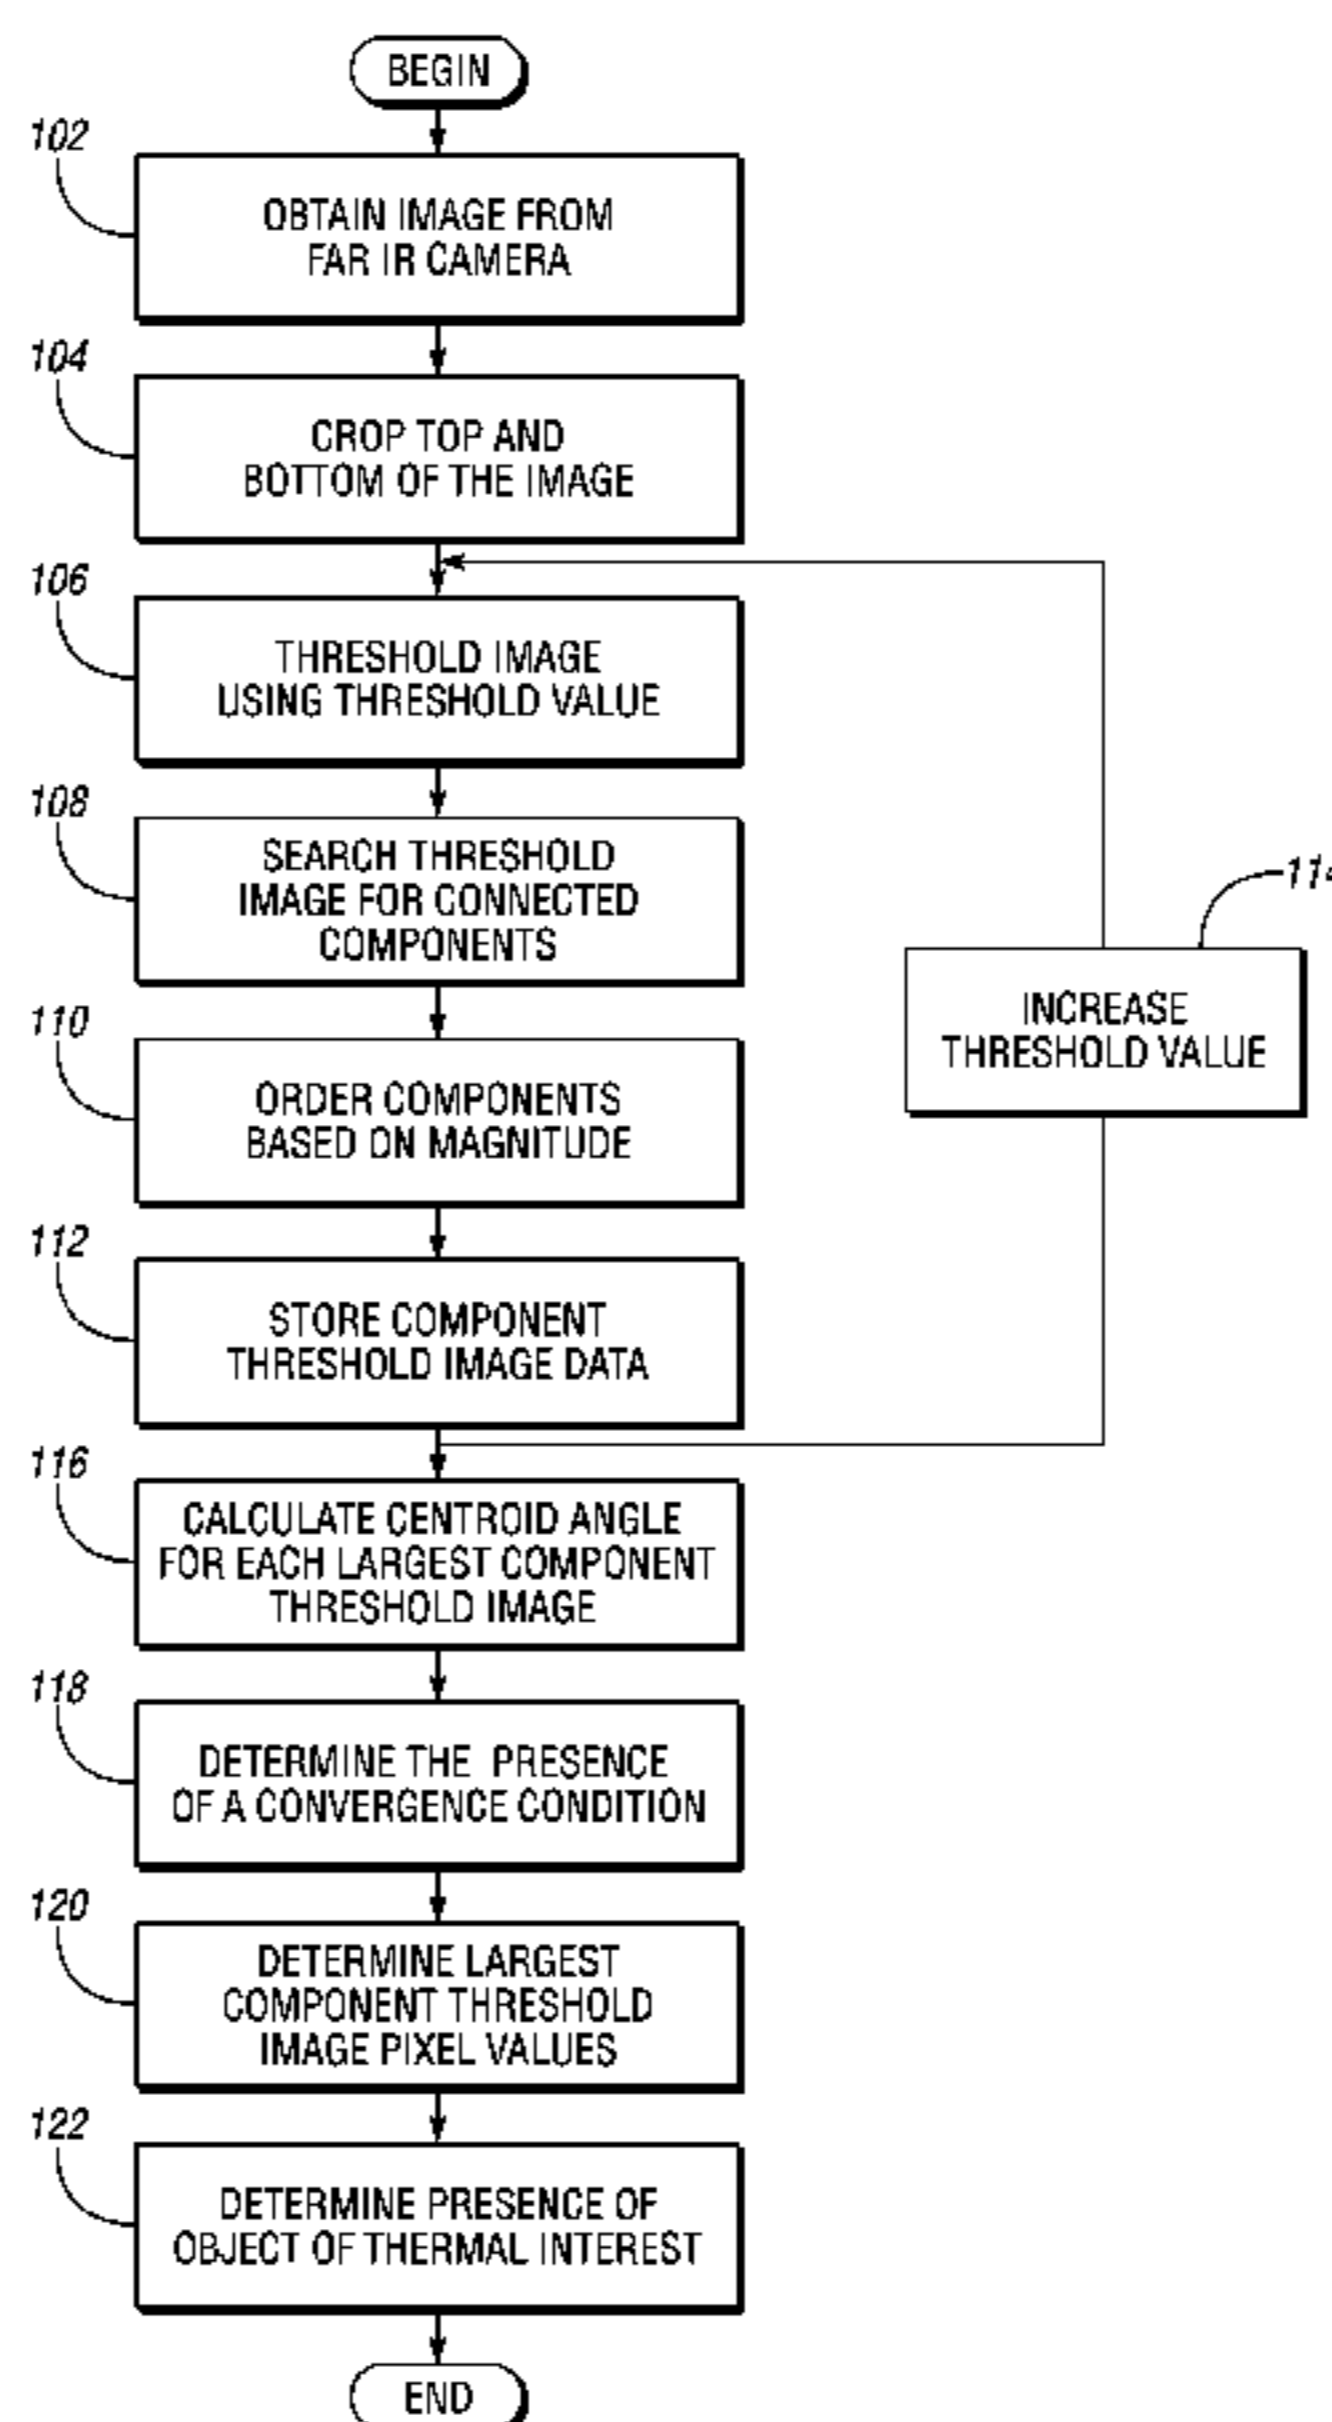 BEGIN
102
OBTAIN IMAGE FROM
FAR IR CAMERA
104
CROP TOP AND
BOTTOM OF THE IMAGE
106
THRESHOLD IMAGE
USING THRESHOLD VALUE
108
SEARCH THRESHOLD
IMAGE FOR CONNECTED
COMPONENTS
110
ORDER COMPONENTS
BASED ON MAGNITUDE
112
STORE COMPONENT
THRESHOLD IMAGE DATA
114
INCREASE
THRESHOLD VALUE
116
CALCULATE CENTROID ANGLE
FOR EACH LARGEST COMPONENT
THRESHOLD IMAGE
118
DETERMINE THE PRESENCE
OF A CONVERGENCE CONDITION
120
DETERMINE LARGEST
COMPONENT THRESHOLD
IMAGE PIXEL VALUES
122
DETERMINE PRESENCE OF
OBJECT OF THERMAL INTEREST
END